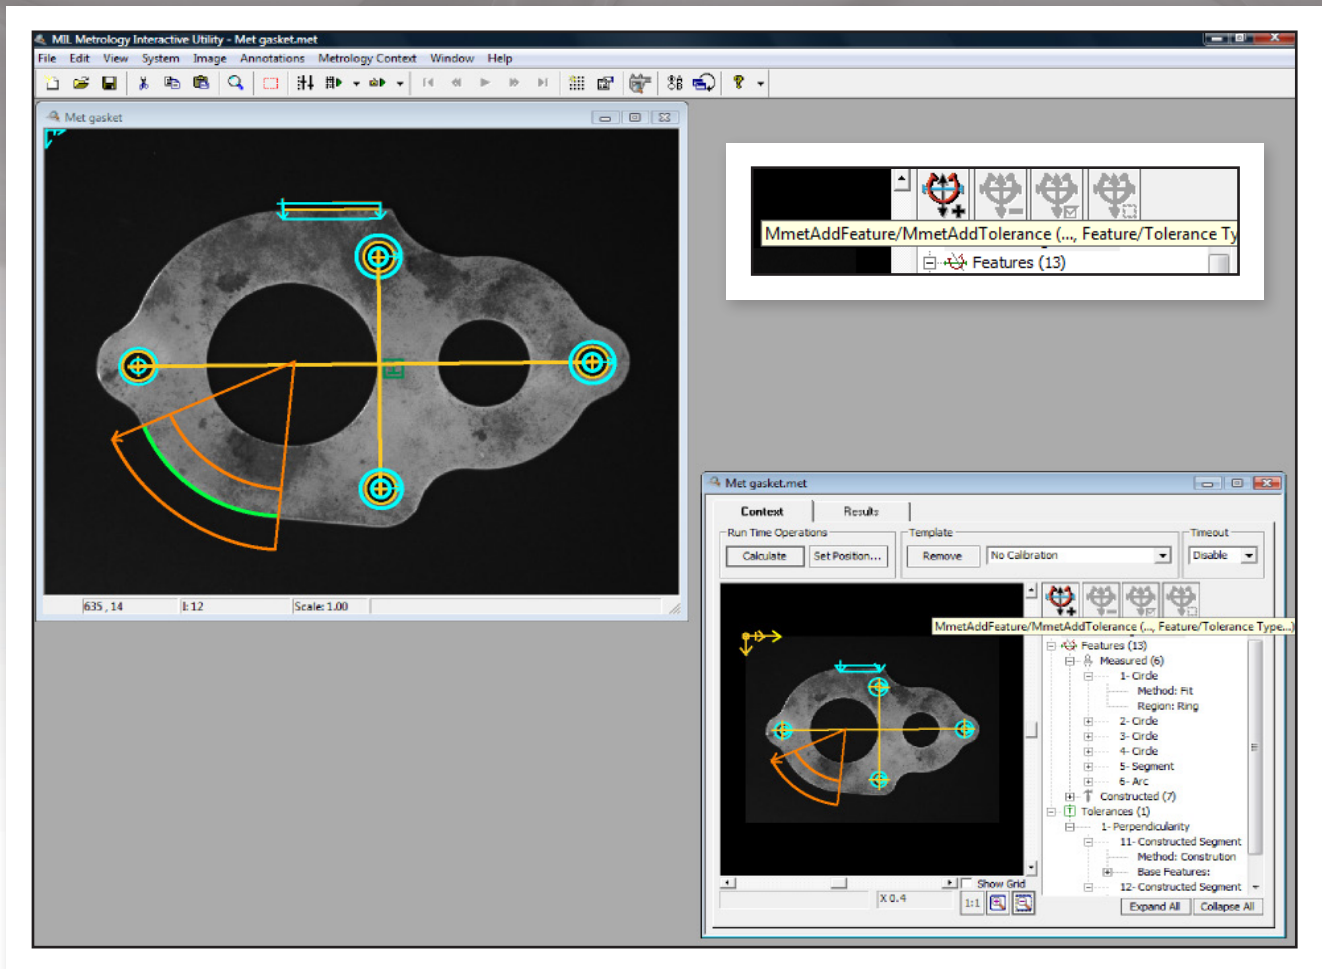 MIL Metrology Interactive Utility - Met gasket.met
File Edit View System Image Annotations Metrology Context Window Help
Met gasket
MmetAddFeature/MmetAddTolerance (..., Feature/Tolerance Ty
Features (13)
635 , 14 I: 12 Scale: 1.00
Met gasket.met
Context Results
Run Time Operations Template Timeout
Calculate Set Position... Remove No Calibration Disable
MmetAddFeature/MmetAddTolerance (..., Feature/Tolerance Type...)
Features (13)
Measured (6)
1- Circle
Method: Fit
Region: Ring
2- Circle
3- Circle
4- Circle
5- Segment
6- Arc
Constructed (7)
Tolerances (1)
1- Perpendicularity
11- Constructed Segment
Method: Constrution
Base Features:
12- Constructed Segment
Show Grid
X 0.4 1:1
Expand All Collapse All